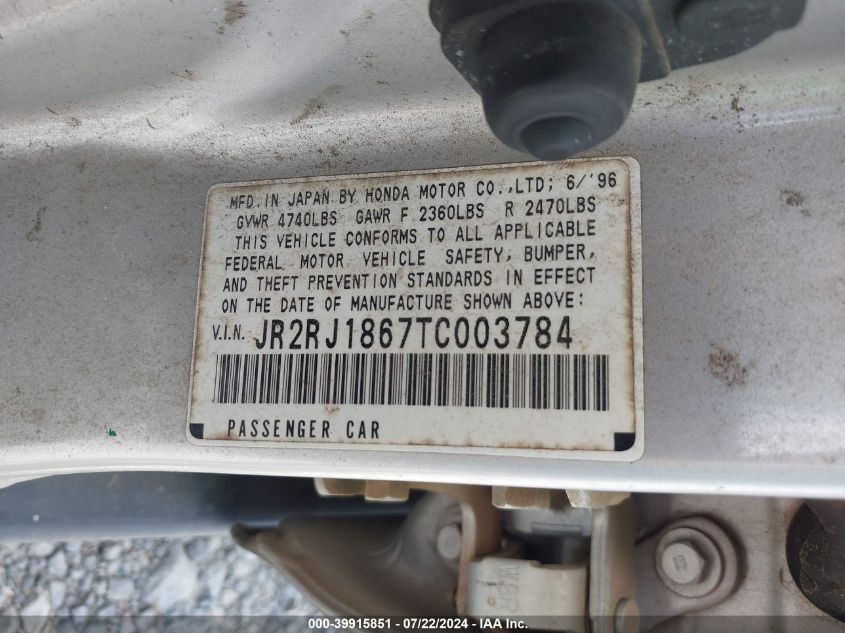 MFD. IN JAPAN BY HONDA MOTOR CO.,LTD; 6/'96
GVWR 4740LBS GAWR F 2360LBS R 2470LBS
THIS VEHICLE CONFORMS TO ALL APPLICABLE
FEDERAL MOTOR VEHICLE SAFETY, BUMPER,
AND THEFT PREVENTION STANDARDS IN EFFECT
ON THE DATE OF MANUFACTURE SHOWN ABOVE:
V.I.N. JR2RJ1867TC003784
PASSENGER CAR
000-39915851 / 07/22/2024 - IAA Inc.